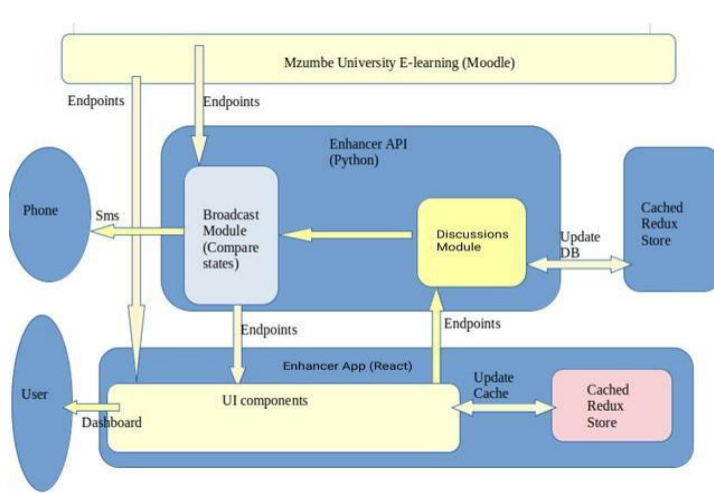 Mzumbe University E-learning (Moodle)
Endpoints
Endpoints
Enhancer API
(Python)
Phone
Sms
Broadcast
Module
(Compare
states)
Discussions
Module
Update
DB
Cached
Redux
Store
Endpoints
Endpoints
Enhancer App (React)
User
Dashboard
UI components
Update
Cache
Cached
Redux
Store